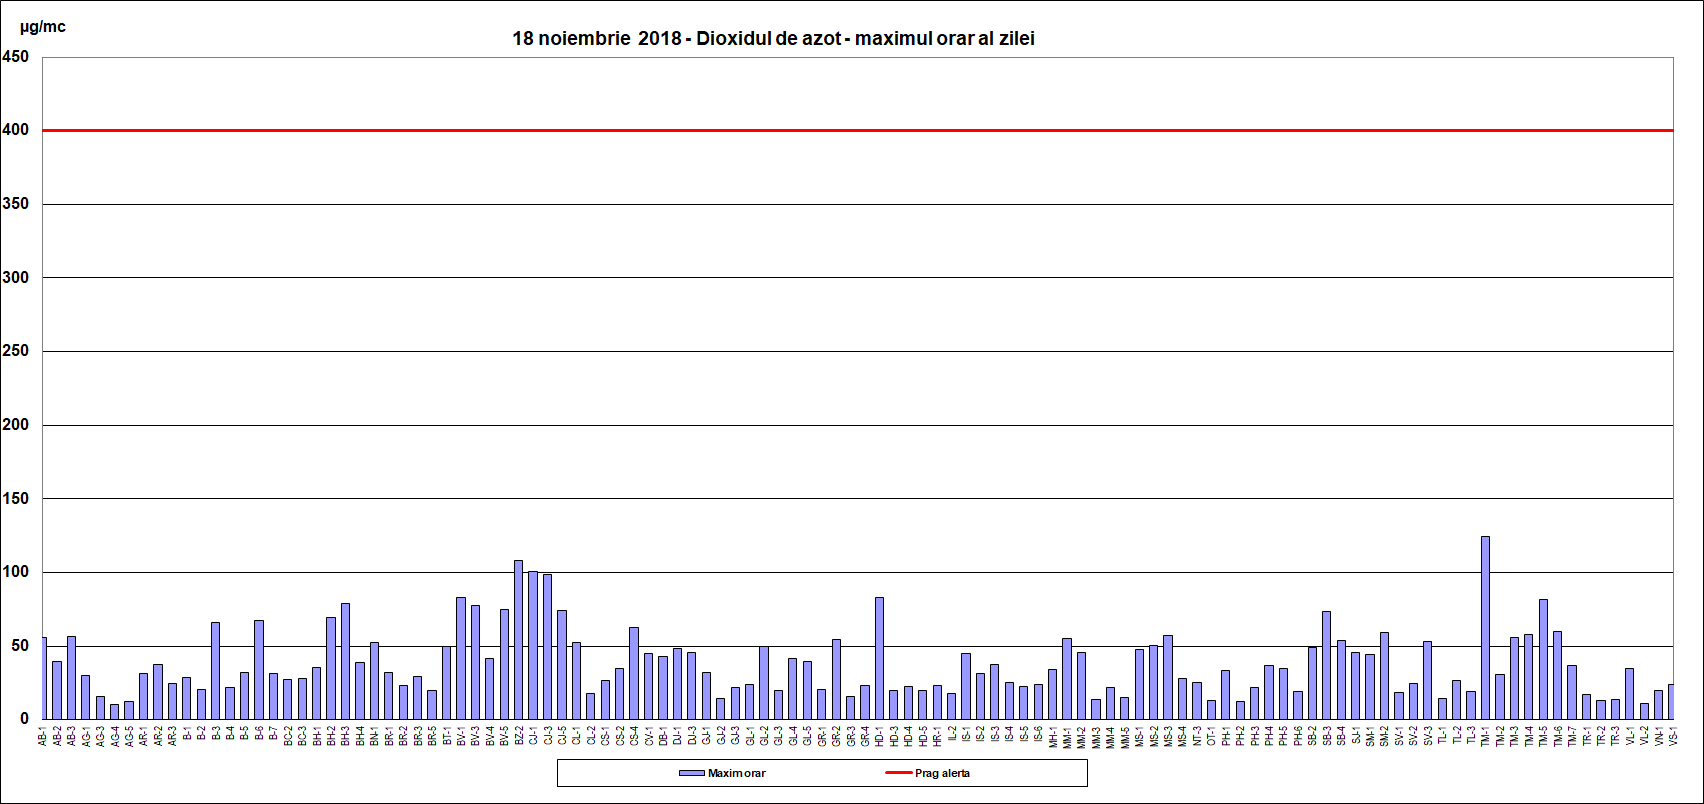 µg/mc
18 noiembrie 2018 - Dioxidul de azot - maximul orar al zilei
450
400
350
300
250
200
150
100
50
0
AB-1 AB-2 AB-3 AG-1 AG-3 AG-4 AG-5 AR-1 AR-2 AR-3 B-1 B-2 B-3 B-4 B-5 B-6 B-7 BC-2 BC-3 BH-1 BH-2 BH-3 BH-4 BN-1 BR-1 BR-2 BR-3 BR-5 BT-1 BV-1 BV-3 BV-4 BV-5 BZ-2 CJ-1 CJ-3 CJ-5 CL-1 CL-2 CS-1 CS-2 CS-4 CV-1 DB-1 DJ-1 DJ-3 GJ-1 GJ-2 GJ-3 GL-1 GL-2 GL-3 GL-4 GL-5 GR-1 GR-2 GR-3 GR-4 HD-1 HD-3 HD-4 HD-5 HR-1 IL-2 IS-1 IS-2 IS-3 IS-4 IS-5 IS-6 MH-1 MM-1 MM-2 MM-3 MM-4 MM-5 MS-1 MS-2 MS-3 MS-4 NT-3 OT-1 PH-1 PH-2 PH-3 PH-4 PH-5 PH-6 SB-2 SB-3 SB-4 SJ-1 SM-1 SM-2 SV-1 SV-2 SV-3 TL-1 TL-2 TL-3 TM-1 TM-2 TM-3 TM-4 TM-5 TM-6 TM-7 TR-1 TR-2 TR-3 VL-1 VL-2 VN-1 VS-1
Maxim orar Prag alerta